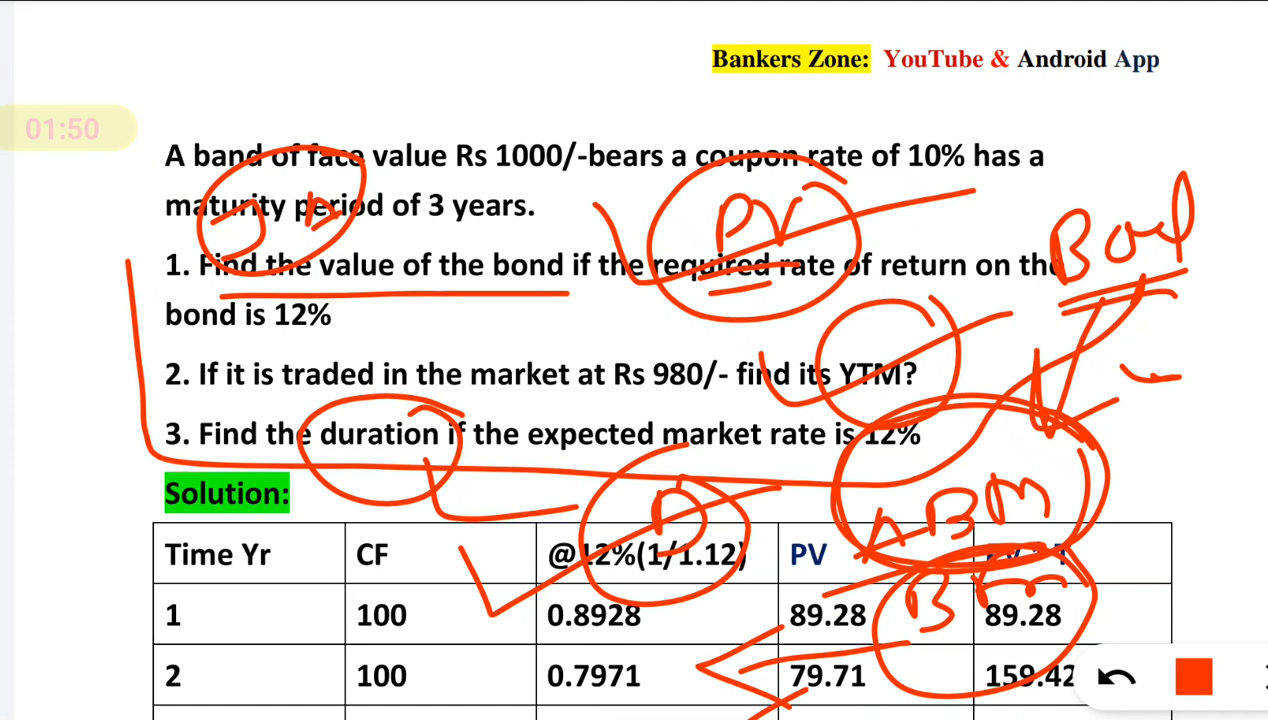 Bankers Zone: YouTube & Android App
01:50
A band of face value Rs 1000/-bears a coupon rate of 10% has a
maturity period of 3 years.
JA
PV
Bond
1. Find the value of the bond if the required rate of return on the
bond is 12%
2. If it is traded in the market at Rs 980/- find its YTM?
3. Find the duration if the expected market rate is 12%
Solution:
D
ABM
Time Yr CF @12%(1/1.12) PV
BFM
1 100 0.8928 89.28 89.28
2 100 0.7971 79.71 159.42